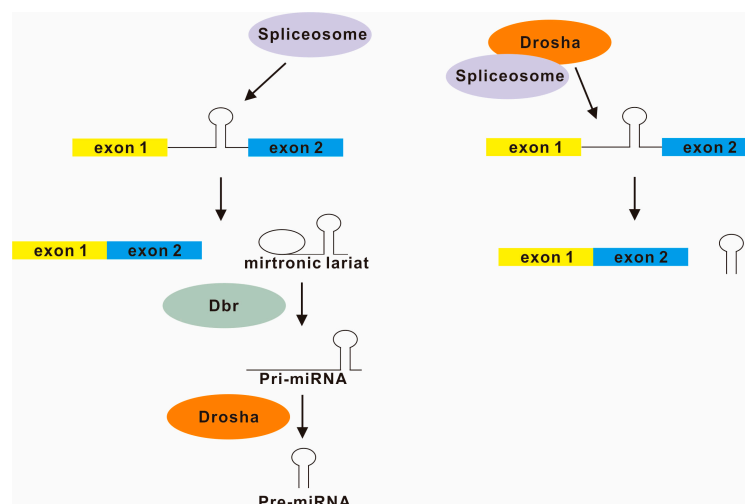 Spliceosome
exon 1
exon 2
exon 1
exon 2
mirtronic lariat
Dbr
Pri-miRNA
Drosha
Pre-miRNA
Drosha
Spliceosome
exon 1
exon 2
exon 1
exon 2